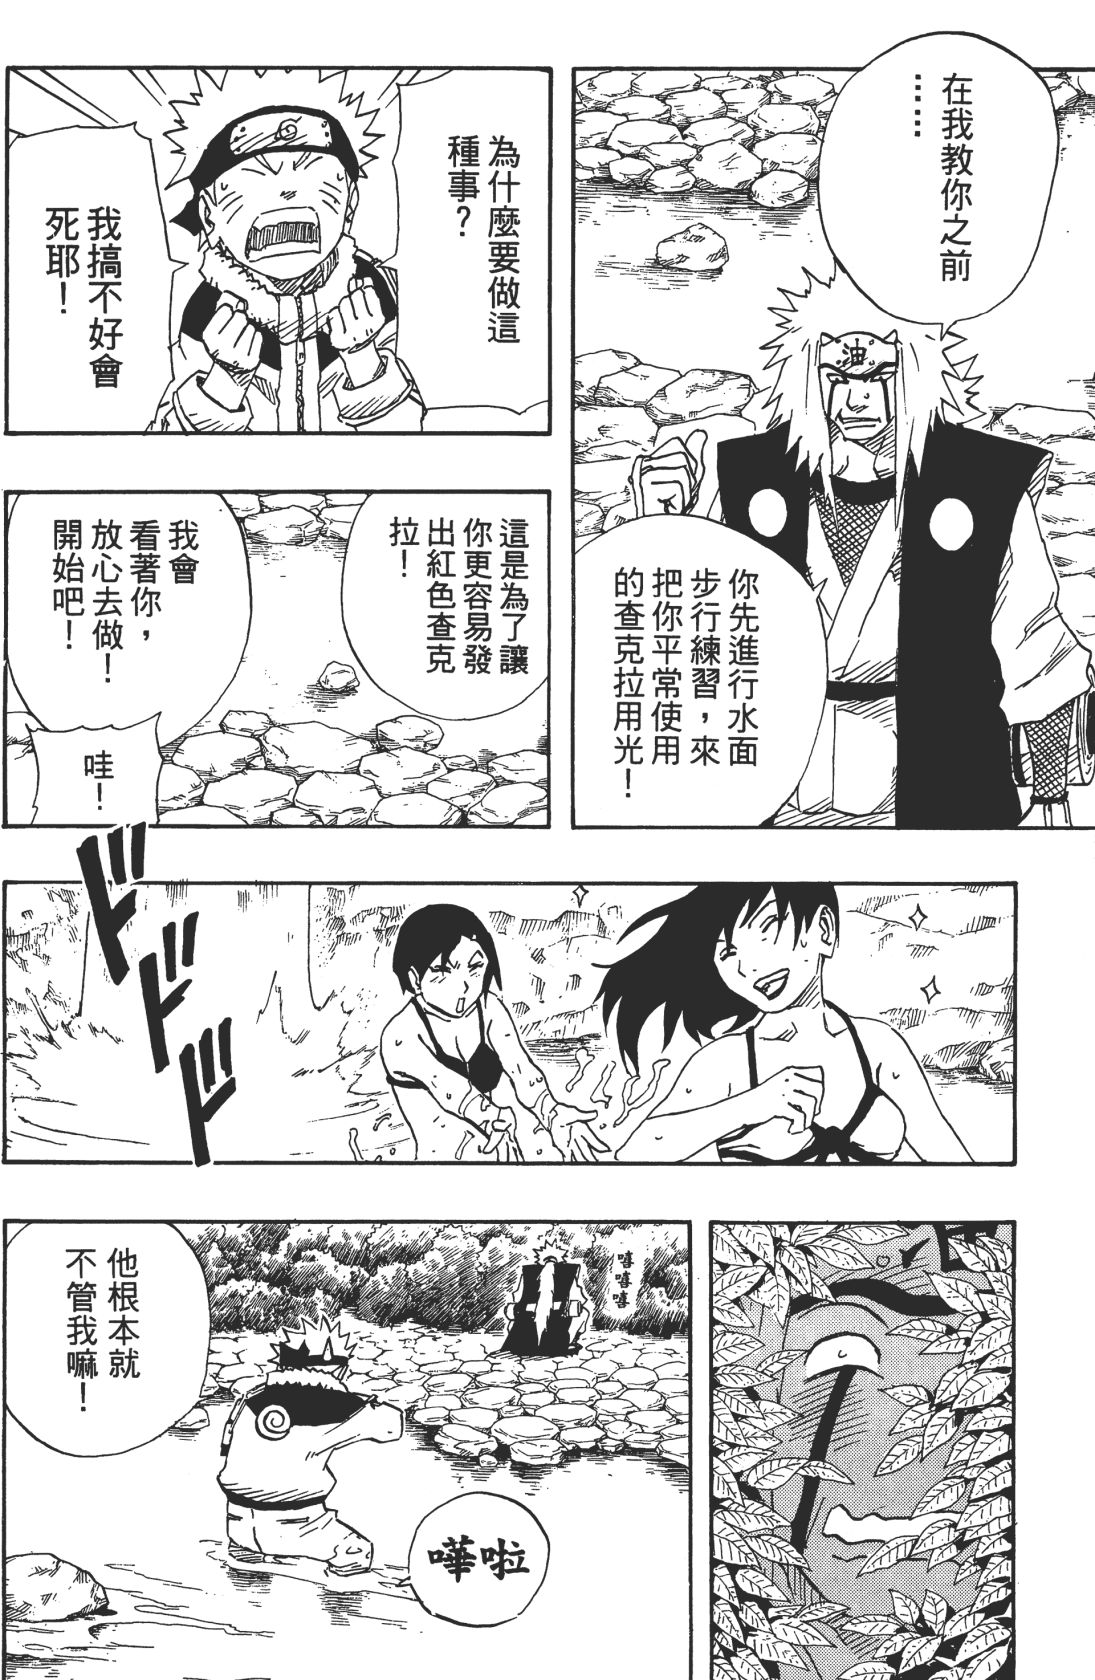 在我教你之前
……
油
你先進行水面
步行練習，來
把你平常使用
的查克拉用光！
為什麼要做這
種事？
我搞不好會
死耶！
這是為了讓
你更容易發
出紅色查克
拉！
我會
看著你，
放心去做！
開始吧！
哇！
ドドド
嘻嘻嘻
他根本就
不管我嘛！
嘩啦